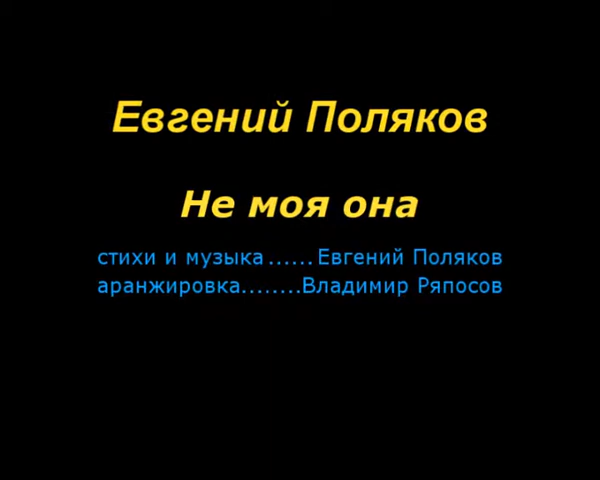 Евгений Поляков
Не моя она
стихи и музыка...... Евгений Поляков
аранжировка........Владимир Ряпосов